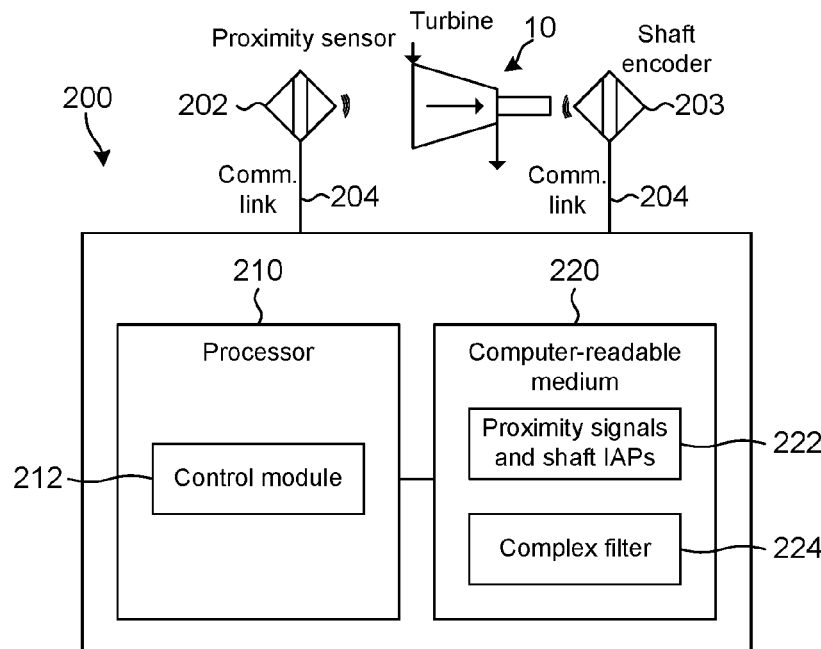 Turbine
10
Proximity sensor
Shaft
encoder
200
202
203
Comm.
link
204
Comm.
link
204
210
220
Processor
Computer-readable
medium
Proximity signals
and shaft IAPs
222
212
Control module
Complex filter
224